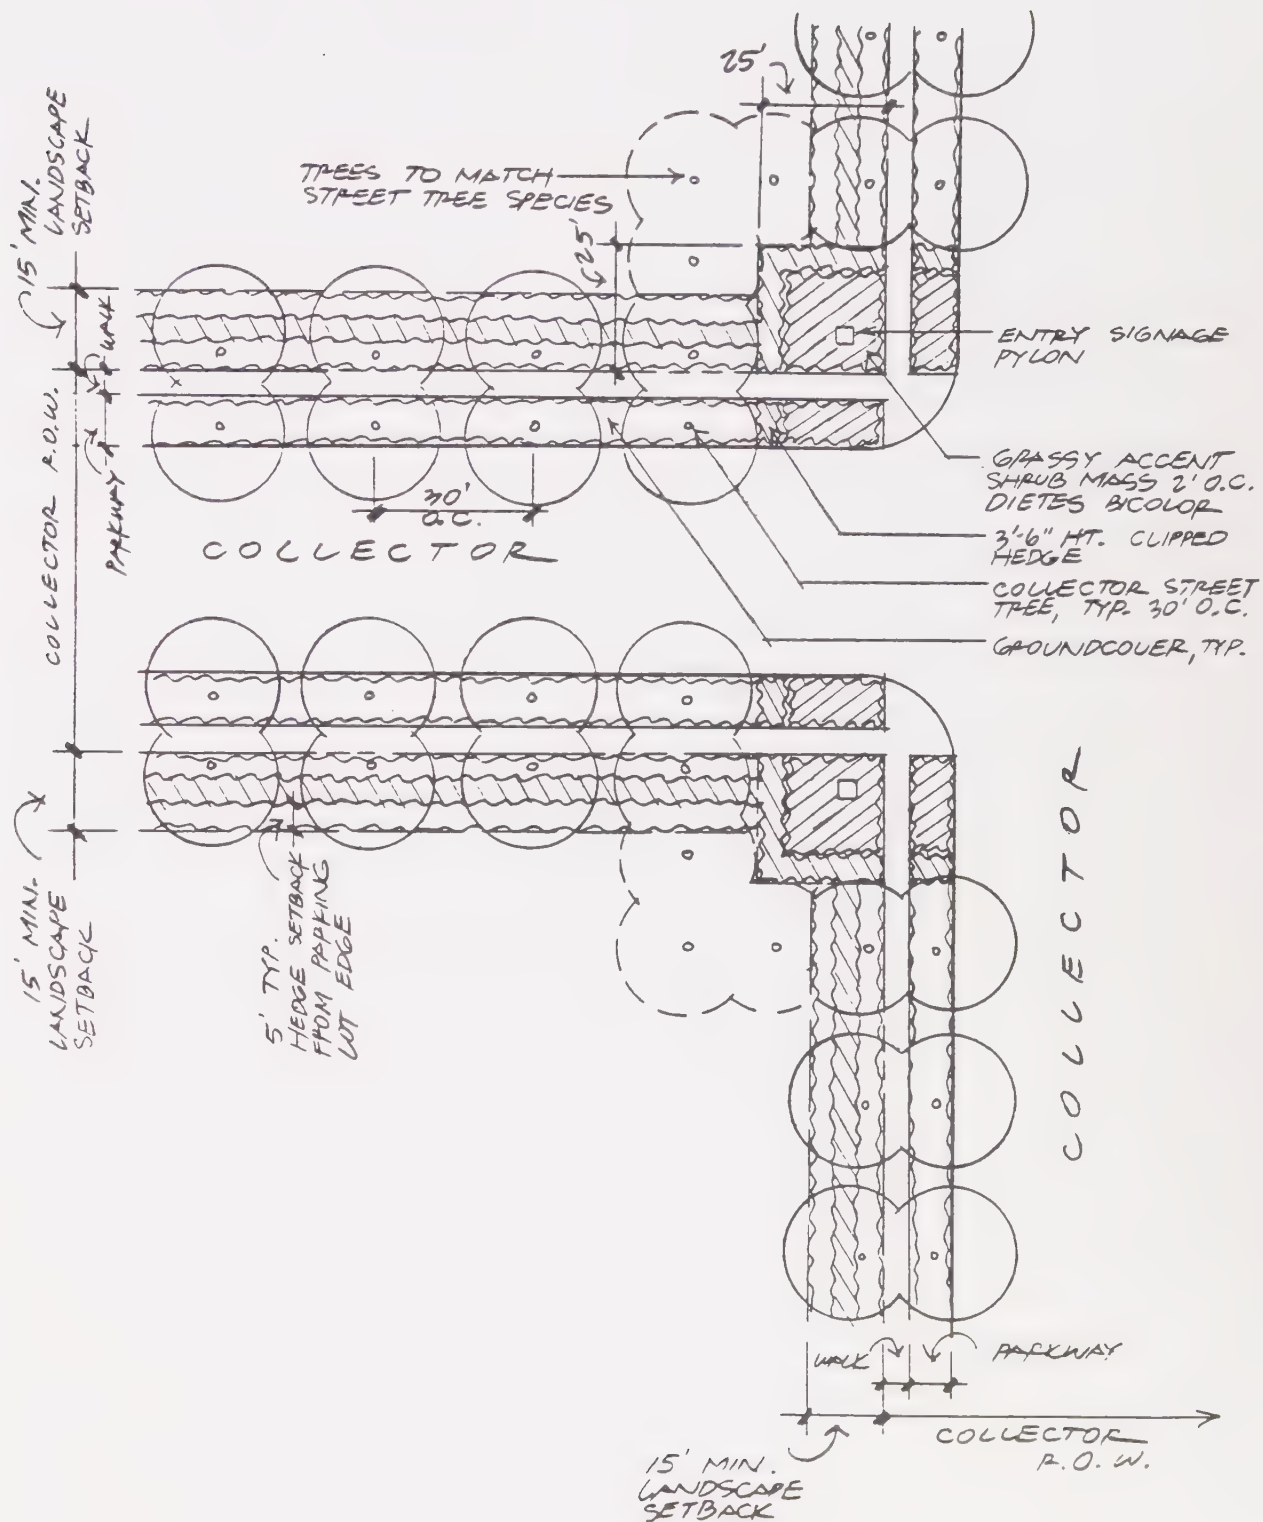 25'
15' MIN.
LANDSCAPE
SETBACK
TREES TO MATCH
STREET TREE SPECIES
25'
WALK
ENTRY SIGNAGE
PYLON
COLLECTOR R.O.W.
PARKWAY
GRASSY ACCENT
SHRUB MASS 2' O.C.
DIETES BICOLOR
30'
O.C.
COLLECTOR
3'-6" HT. CLIPPED
HEDGE
COLLECTOR STREET
TREE, TYP. 30' O.C.
GROUNDCOVER, TYP.
COLLECTOR
15' MIN.
LANDSCAPE
SETBACK
5' TYP.
HEDGE SETBACK
FROM PARKING
LOT EDGE
WALK
PARKWAY
COLLECTOR
R.O.W.
15' MIN.
LANDSCAPE
SETBACK